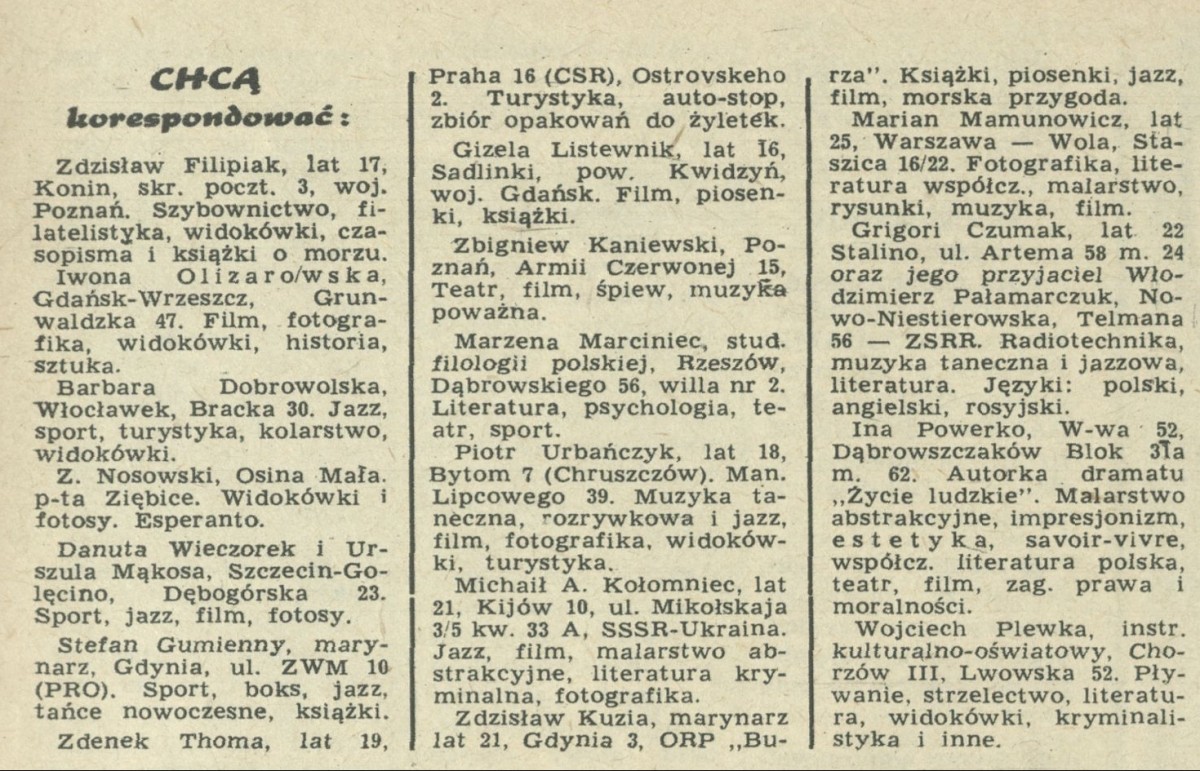 CHCĄ
korespondować:
Zdzisław Filipiak, lat 17,
Konin, skr. poczt. 3, woj.
Poznań. Szybownictwo, fi-
latelistyka, widokówki, cza-
sopisma i książki o morzu.
Iwona Olizaro/wska,
Gdańsk-Wrzeszcz, Grun-
waldzka 47. Film, fotogra-
fika, widokówki, historia,
sztuka.
Barbara Dobrowolska,
Włocławek, Bracka 30. Jazz,
sport, turystyka, kolarstwo,
widokówki.
Z. Nosowski, Osina Mała.
p-ta Ziębice. Widokówki i
fotosy. Esperanto.
Danuta Wieczorek i Ur-
szula Mąkosa, Szczecin-Go-
lęcino, Dębogórska 23.
Sport, jazz, film, fotosy.
Stefan Gumienny, mary-
narz, Gdynia, ul. ZWM 10
(PRO). Sport, boks, jazz,
tańce nowoczesne, książki.
Zdenek Thoma, lat 19,
Praha 16 (CSR), Ostrovskeho
2. Turystyka, auto-stop,
zbiór opakowań do żyletek.
Gizela Listewnik, lat 16,
Sadlinki, pow. Kwidzyń,
woj. Gdańsk. Film, piosen-
ki, książki.
Zbigniew Kaniewski, Po-
znań, Armii Czerwonej 15,
Teatr, film, śpiew, muzyka
poważna.
Marzena Marciniec, stud.
filologii polskiej, Rzeszów,
Dąbrowskiego 56, willa nr 2.
Literatura, psychologia, te-
atr, sport.
Piotr Urbańczyk, lat 18,
Bytom 7 (Chruszczów). Man.
Lipcowego 39. Muzyka ta-
neczna, rozrywkowa i jazz,
film, fotografika, widoków-
ki, turystyka.
Michaił A. Kołomniec, lat
21, Kijów 10, ul. Mikołskaja
3/5 kw. 33 A, SSSR-Ukraina.
Jazz, film, malarstwo ab-
strakcyjne, literatura kry-
minalna, fotografika.
Zdzisław Kuzia, marynarz
lat 21, Gdynia 3, ORP „Bu-
rza”. Książki, piosenki, jazz,
film, morska przygoda.
Marian Mamunowicz, lat
25, Warszawa — Wola, Sta-
szica 16/22. Fotografika, lite-
ratura współcz., malarstwo,
rysunki, muzyka, film.
Grigori Czumak, lat 22
Stalino, ul. Artema 58 m. 24
oraz jego przyjaciel Wło-
dzimierz Pałamarczuk, No-
wo-Niestierowska, Telmana
56 — ZSRR. Radiotechnika,
muzyka taneczna i jazzowa,
literatura. Języki: polski,
angielski, rosyjski.
Ina Powerko, W-wa 52,
Dąbrowszczaków Blok 31a
m. 62. Autorka dramatu
„Życie ludzkie”. Malarstwo
abstrakcyjne, impresjonizm,
estetyka, savoir-vivre,
współcz. literatura polska,
teatr, film, zag. prawa i
moralności.
Wojciech Plewka, instr.
kulturalno-oświatowy, Cho-
rzów III, Lwowska 52. Pły-
wanie, strzelectwo, literatu-
ra, widokówki, kryminali-
styka i inne.